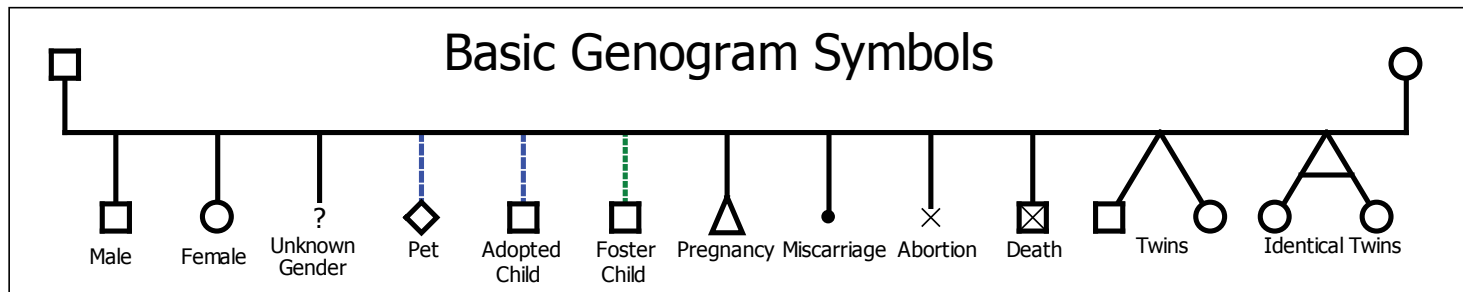 Basic Genogram Symbols
?
Male
Female
Unknown
Gender
Pet
Adopted
Child
Foster
Child
Pregnancy
Miscarriage
Abortion
Death
Twins
Identical Twins